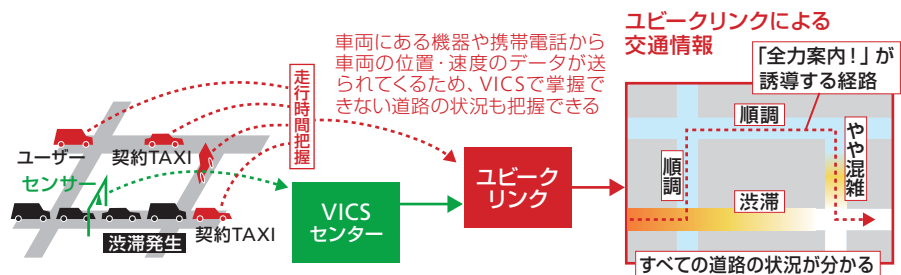 車両にある機器や携帯電話から
車両の位置・速度のデータが送
られてくるため、VICSで掌握で
きない道路の状況も把握できる
走行時間把握
ユーザー
契約TAXI
センサー
渋滞発生
契約TAXI
VICS
センター
ユビーク
リンク
ユビークリンクによる
交通情報
「全力案内!」が
誘導する経路
順調
順調
やや混雑
渋滞
すべての道路の状況が分かる